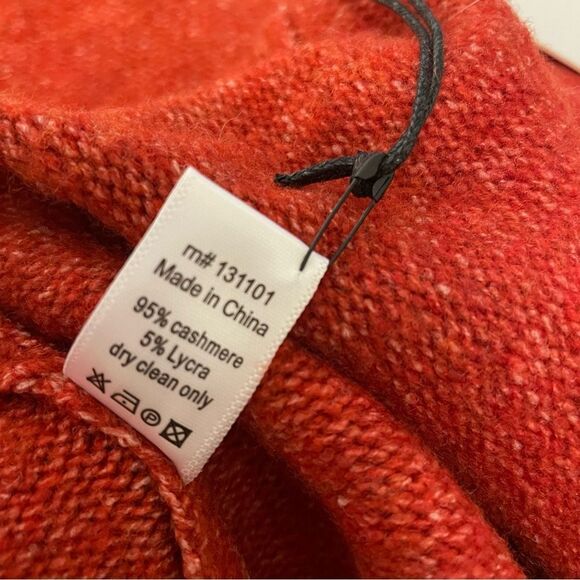 rn# 131101
Made in China
95% cashmere
5% Lycra
dry clean only